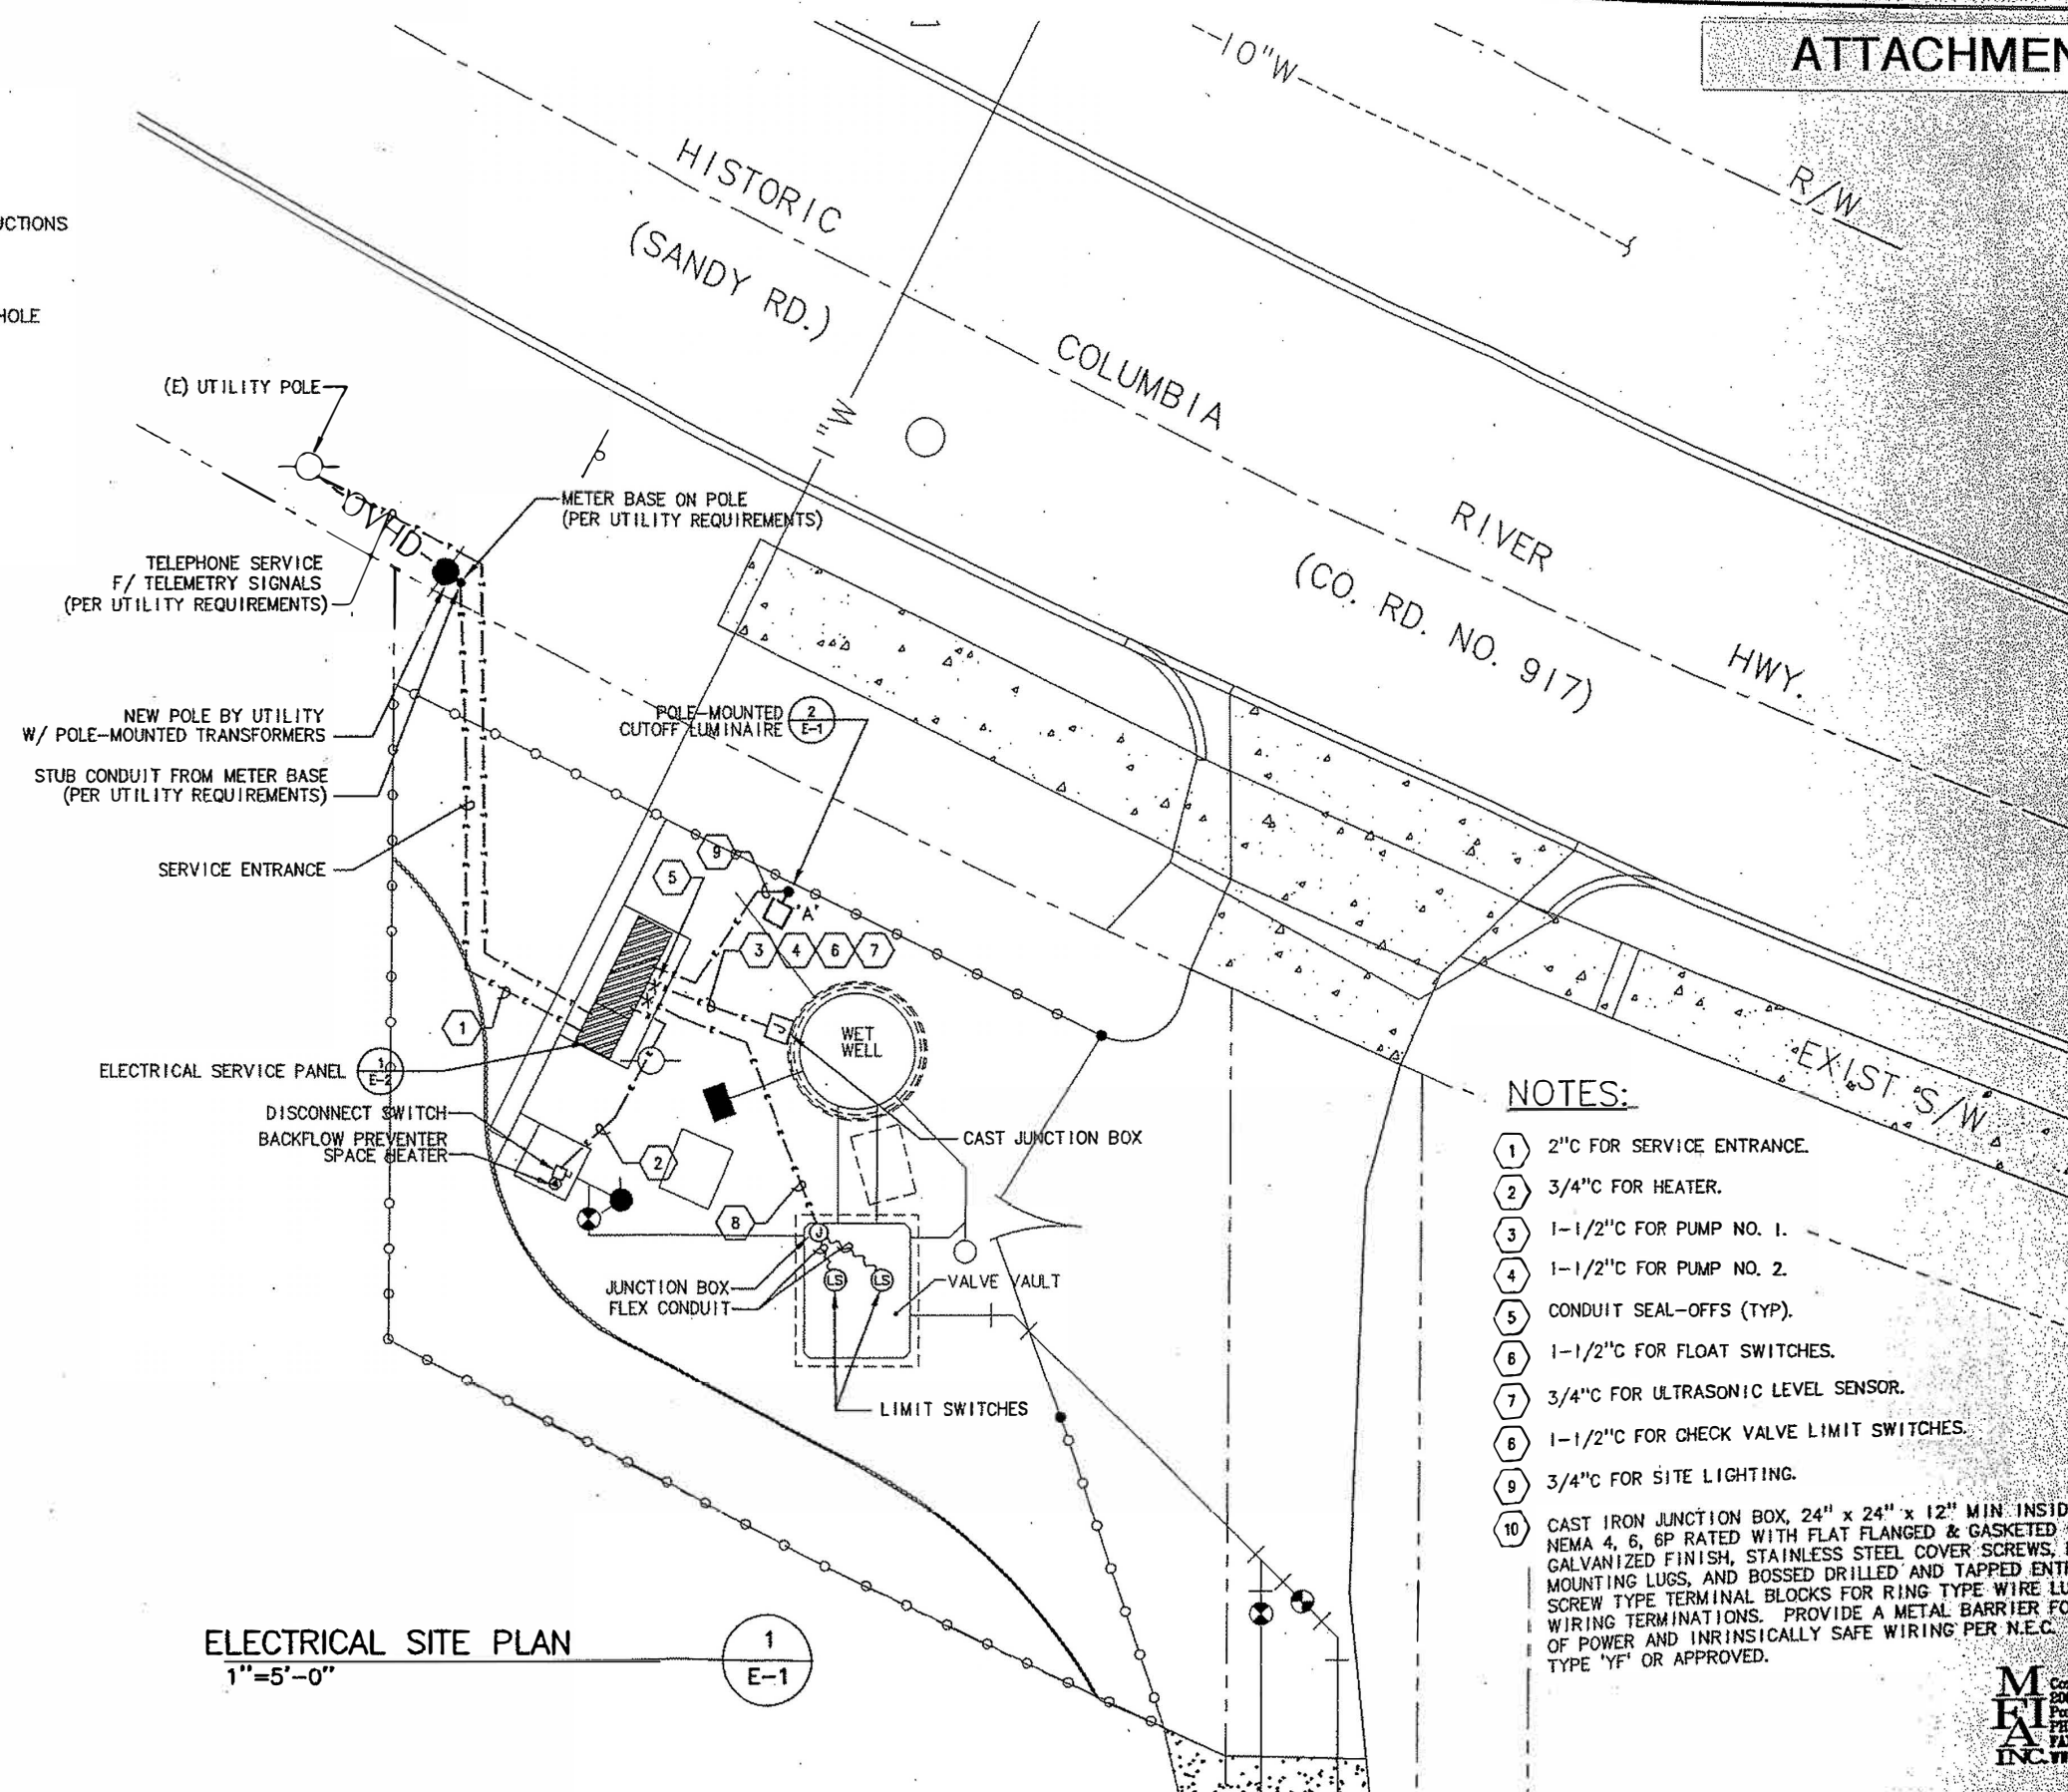 ATTACHMEN
10"W
R/W
HISTORIC
(SANDY RD.)
COLUMBIA
RIVER
HWY.
(CO. RD. NO. 917)
1"W
UCTIONS
HOLE
(E) UTILITY POLE
OVHD
METER BASE ON POLE
(PER UTILITY REQUIREMENTS)
TELEPHONE SERVICE
F/ TELEMETRY SIGNALS
(PER UTILITY REQUIREMENTS)
NEW POLE BY UTILITY
W/ POLE-MOUNTED TRANSFORMERS
POLE-MOUNTED
CUTOFF LUMINAIRE
2
E-1
STUB CONDUIT FROM METER BASE
(PER UTILITY REQUIREMENTS)
SERVICE ENTRANCE
9
5
'A'
3 4 6 7
1
J
WET
WELL
ELECTRICAL SERVICE PANEL
1
E-2
DISCONNECT SWITCH
BACKFLOW PREVENTER
SPACE HEATER
2
CAST JUNCTION BOX
8
J
LS LS
JUNCTION BOX
FLEX CONDUIT
VALVE VAULT
LIMIT SWITCHES
EXIST S/W
NOTES:
1 2"C FOR SERVICE ENTRANCE.
2 3/4"C FOR HEATER.
3 1-1/2"C FOR PUMP NO. 1.
4 1-1/2"C FOR PUMP NO. 2.
5 CONDUIT SEAL-OFFS (TYP).
6 1-1/2"C FOR FLOAT SWITCHES.
7 3/4"C FOR ULTRASONIC LEVEL SENSOR.
8 1-1/2"C FOR CHECK VALVE LIMIT SWITCHES.
9 3/4"C FOR SITE LIGHTING.
10 CAST IRON JUNCTION BOX, 24" x 24" x 12" MIN INSID
NEMA 4, 6, 6P RATED WITH FLAT FLANGED & GASKETED
GALVANIZED FINISH, STAINLESS STEEL COVER SCREWS,
MOUNTING LUGS, AND BOSSED DRILLED AND TAPPED ENT
SCREW TYPE TERMINAL BLOCKS FOR RING TYPE WIRE LU
WIRING TERMINATIONS. PROVIDE A METAL BARRIER FO
OF POWER AND INRINSICALLY SAFE WIRING PER N.E.C.
TYPE 'YF' OR APPROVED.
ELECTRICAL SITE PLAN
1"=5'-0"
1
E-1
M
FI
A
INC.